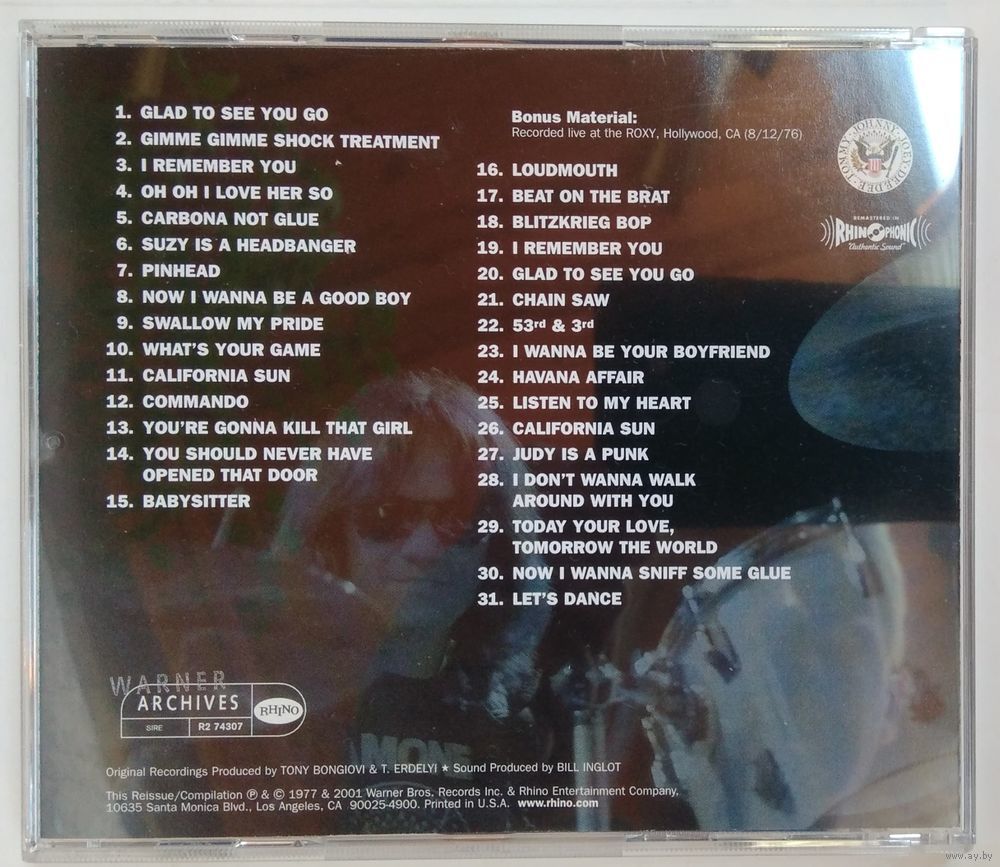 1. GLAD TO SEE YOU GO
2. GIMME GIMME SHOCK TREATMENT
3. I REMEMBER YOU
4. OH OH I LOVE HER SO
5. CARBONA NOT GLUE
6. SUZY IS A HEADBANGER
7. PINHEAD
8. NOW I WANNA BE A GOOD BOY
9. SWALLOW MY PRIDE
10. WHAT'S YOUR GAME
11. CALIFORNIA SUN
12. COMMANDO
13. YOU'RE GONNA KILL THAT GIRL
14. YOU SHOULD NEVER HAVE
OPENED THAT DOOR
15. BABYSITTER
Bonus Material:
Recorded live at the ROXY, Hollywood, CA (8/12/76)
16. LOUDMOUTH
17. BEAT ON THE BRAT
18. BLITZKRIEG BOP
19. I REMEMBER YOU
20. GLAD TO SEE YOU GO
21. CHAIN SAW
22. 53rd & 3rd
23. I WANNA BE YOUR BOYFRIEND
24. HAVANA AFFAIR
25. LISTEN TO MY HEART
26. CALIFORNIA SUN
27. JUDY IS A PUNK
28. I DON'T WANNA WALK
AROUND WITH YOU
29. TODAY YOUR LOVE,
TOMORROW THE WORLD
30. NOW I WANNA SNIFF SOME GLUE
31. LET'S DANCE
JOHNNY · JOEY · DEE DEE · TOMMY
REMASTERED IN
RHINOPHONIC
"Authentic Sound"
WARNER
ARCHIVES
RHINO
SIRE
R2 74307
MONE
Original Recordings Produced by TONY BONGIOVI & T. ERDELYI ★ Sound Produced by BILL INGLOT
This Reissue/Compilation ℗ & © 1977 & 2001 Warner Bros. Records Inc. & Rhino Entertainment Company,
10635 Santa Monica Blvd., Los Angeles, CA 90025-4900. Printed in U.S.A. www.rhino.com
www.ay.by